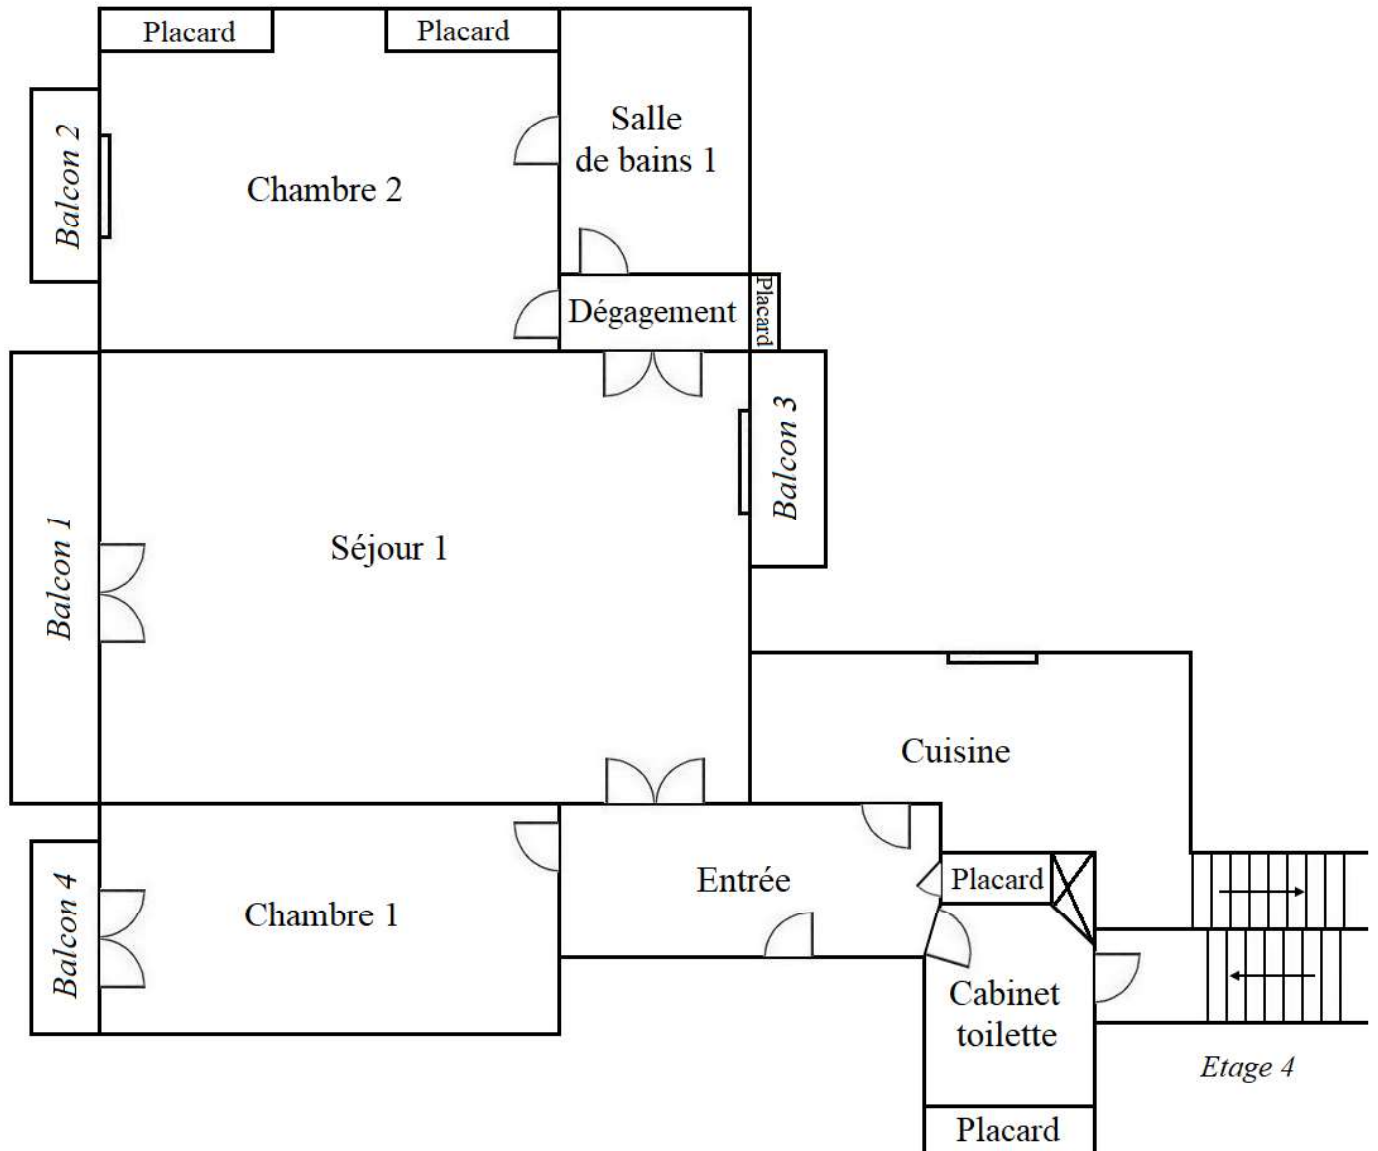 Placard
Placard
Salle
de bains 1
Balcon 2
Chambre 2
Dégagement
Placard
Balcon 3
Balcon 1
Séjour 1
Cuisine
Entrée
Placard
Balcon 4
Chambre 1
Cabinet
toilette
Etage 4
Placard